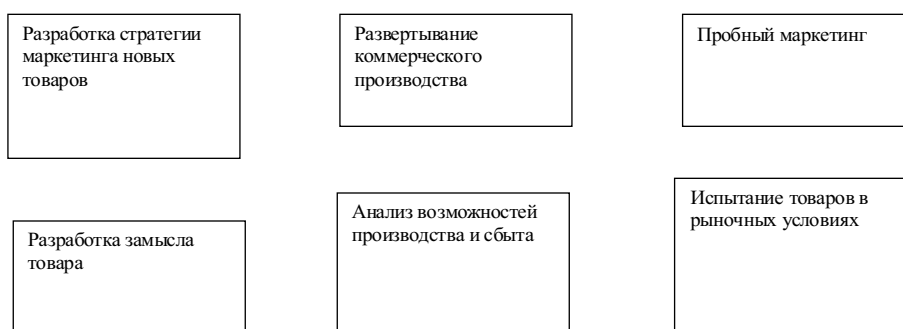 Разработка стратегии
маркетинга новых
товаров
Развертывание
коммерческого
производства
Пробный маркетинг
Разработка замысла
товара
Анализ возможностей
производства и сбыта
Испытание товаров в
рыночных условиях